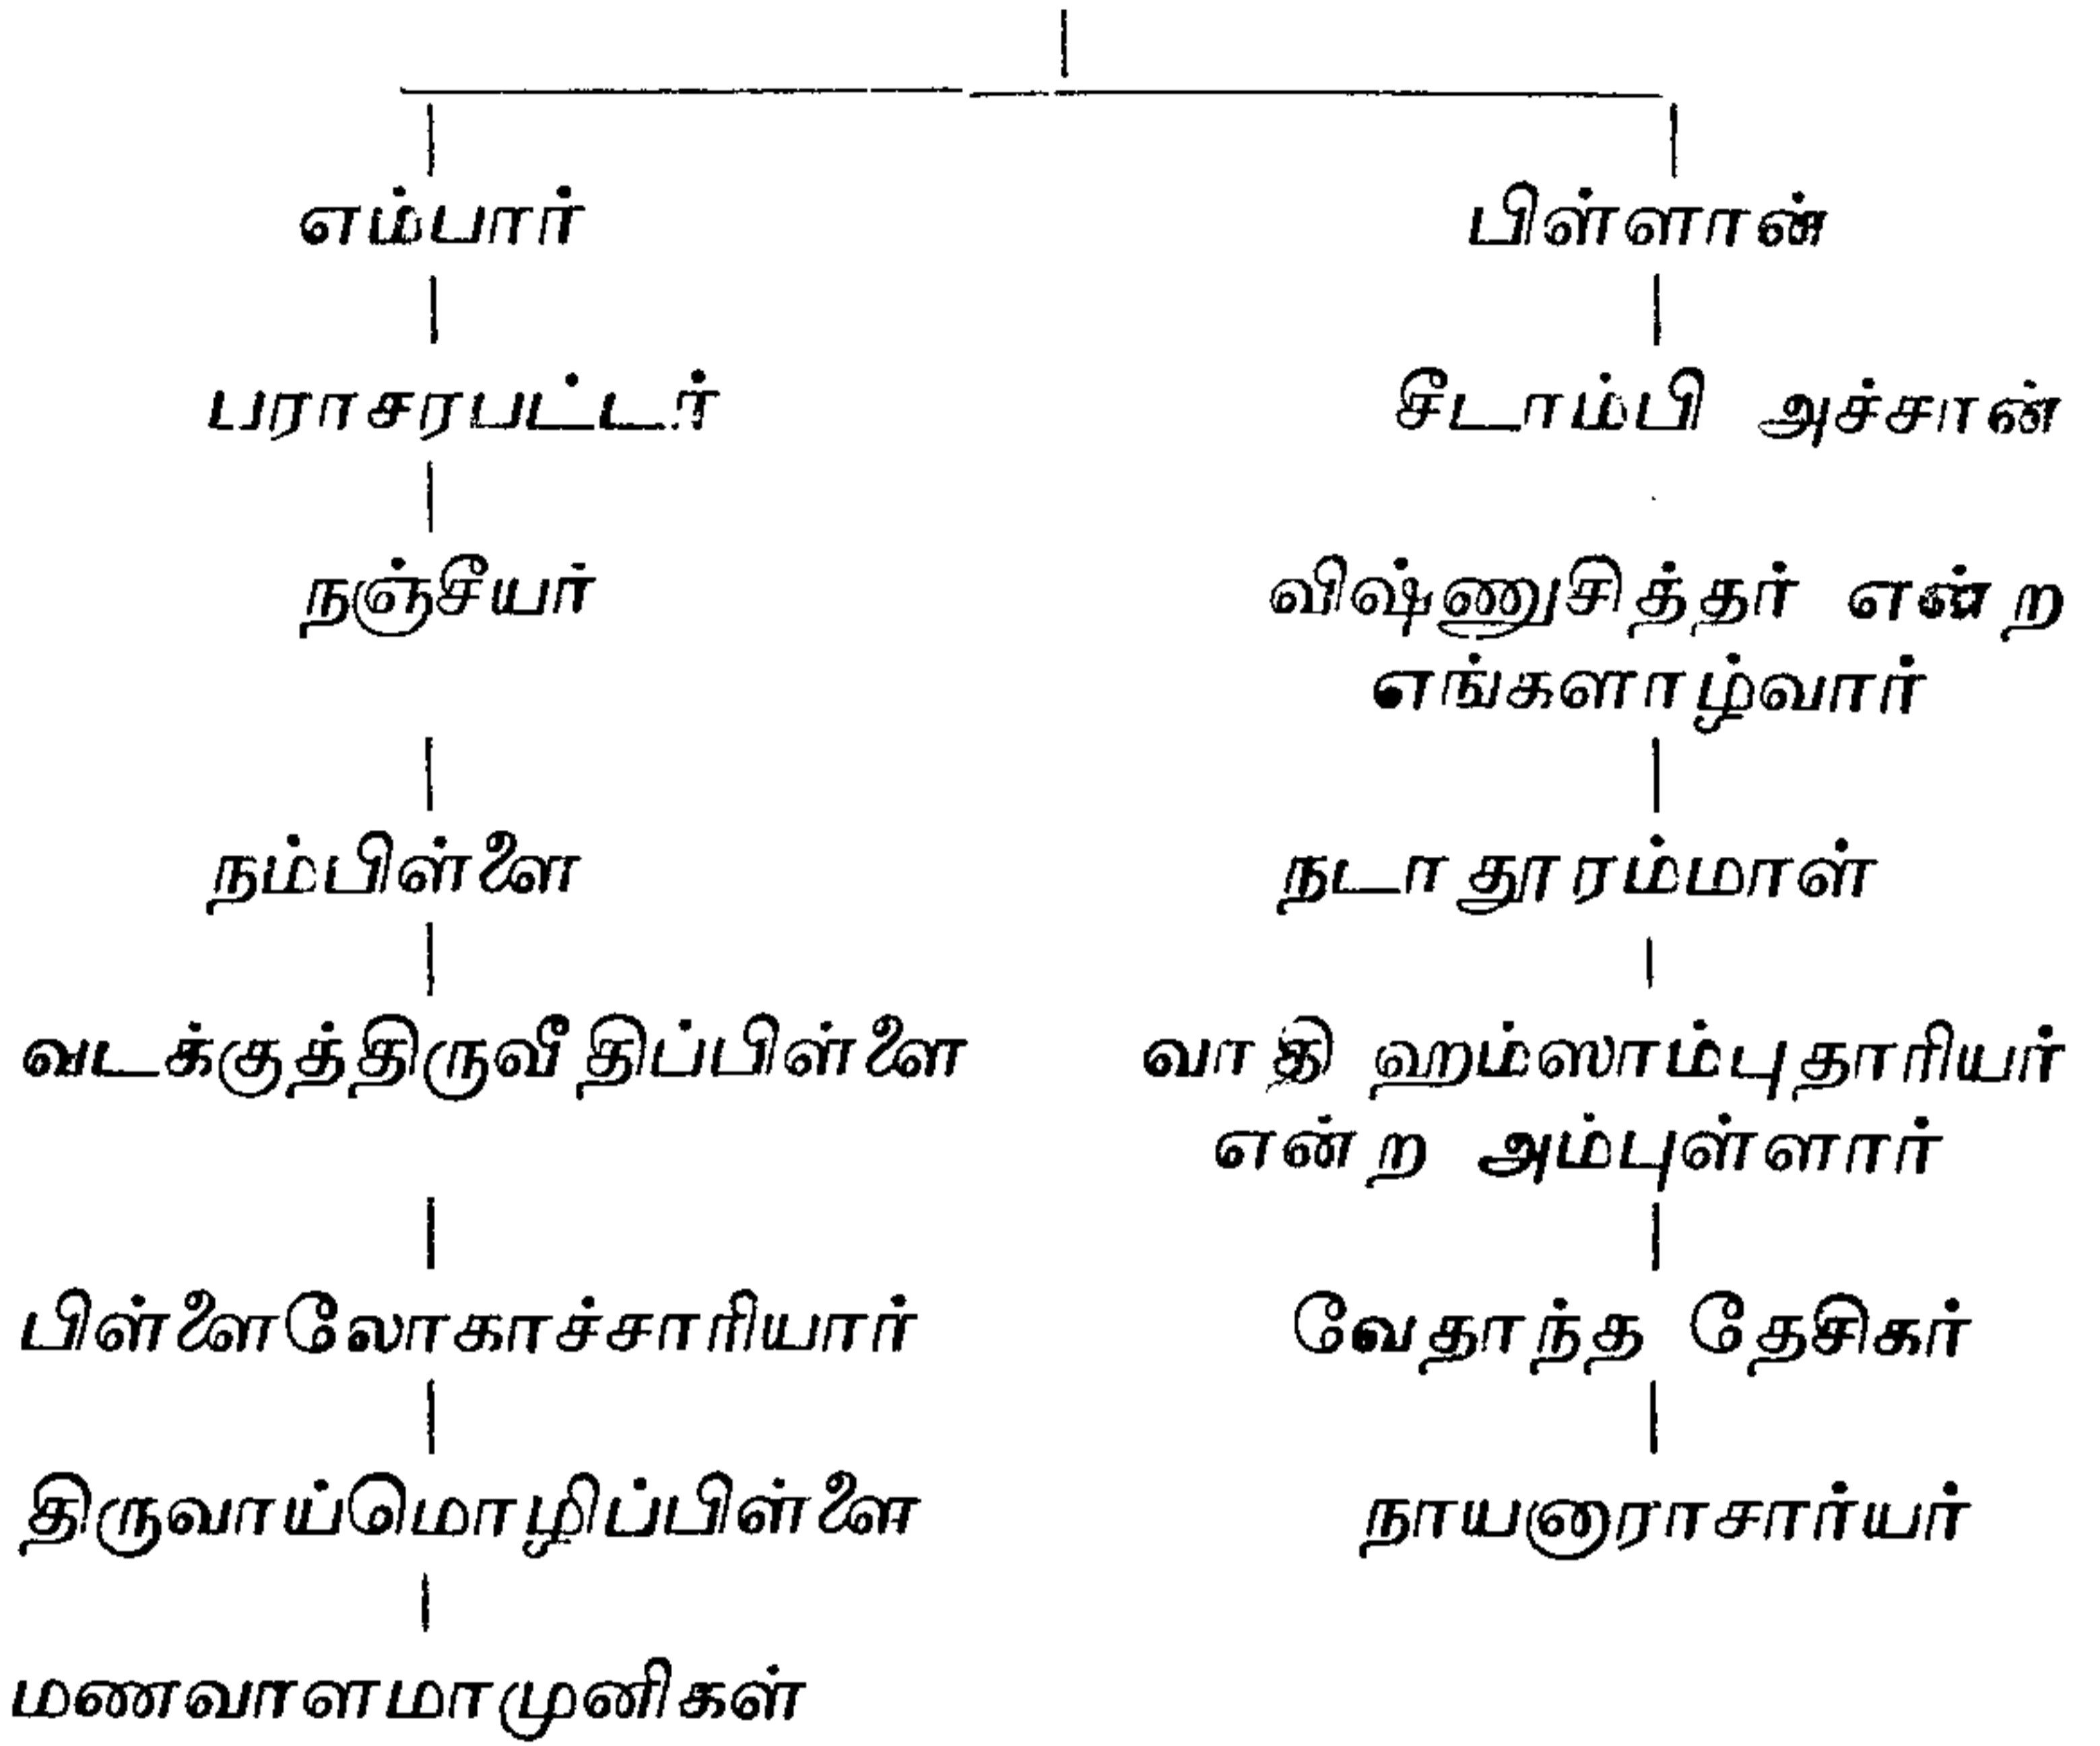 எம்பார்
பராசரபட்டர்
நஞ்சீயர்
நம்பிள்ளை
வடக்குத்திருவீதிப்பிள்ளை
பிள்ளைலோகாச்சாரியார்
திருவாய்மொழிப்பிள்ளை
மணவாளமாமுனிகள்
பிள்ளான்
சீடாம்பி அச்சான்
விஷ்ணுசித்தர் என்ற
எங்களாழ்வார்
நடாதூரம்மாள்
வாதி ஹம்ஸாம்புதாரியர்
என்ற அம்புள்ளார்
வேதாந்த தேசிகர்
நாயனாராசார்யர்